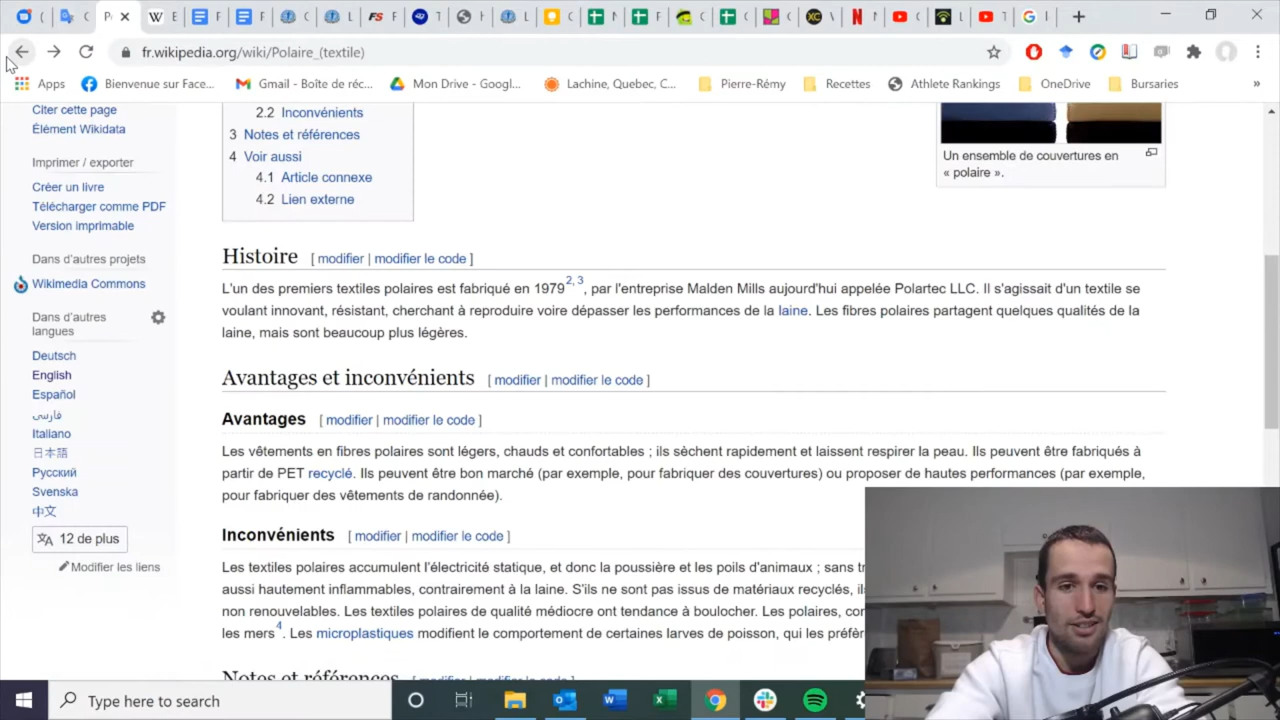 fr.wikipedia.org/wiki/Polaire_(textile)
Apps
Bienvenue sur Face...
Gmail - Boîte de réc...
Mon Drive - Googl...
Lachine, Quebec, C...
Pierre-Rémy
Recettes
Athlete Rankings
OneDrive
Bursaries
»
Citer cette page
Élément Wikidata
Imprimer / exporter
Créer un livre
Télécharger comme PDF
Version imprimable
Dans d'autres projets
Wikimedia Commons
Dans d'autres
langues
Deutsch
English
Español
فارسی
Italiano
日本語
Русский
Svenska
中文
12 de plus
Modifier les liens
2.2 Inconvénients
3 Notes et références
4 Voir aussi
4.1 Article connexe
4.2 Lien externe
Un ensemble de couvertures en
« polaire ».
Histoire [ modifier | modifier le code ]
L'un des premiers textiles polaires est fabriqué en 1979 2, 3, par l'entreprise Malden Mills aujourd'hui appelée Polartec LLC. Il s'agissait d'un textile se
voulant innovant, résistant, cherchant à reproduire voire dépasser les performances de la laine. Les fibres polaires partagent quelques qualités de la
laine, mais sont beaucoup plus légères.
Avantages et inconvénients [ modifier | modifier le code ]
Avantages [ modifier | modifier le code ]
Les vêtements en fibres polaires sont légers, chauds et confortables ; ils sèchent rapidement et laissent respirer la peau. Ils peuvent être fabriqués à
partir de PET recyclé. Ils peuvent être bon marché (par exemple, pour fabriquer des couvertures) ou proposer de hautes performances (par exemple,
pour fabriquer des vêtements de randonnée).
Inconvénients [ modifier | modifier le code ]
Les textiles polaires accumulent l'électricité statique, et donc la poussière et les poils d'animaux ; sans
aussi hautement inflammables, contrairement à la laine. S'ils ne sont pas issus de matériaux recyclés,
non renouvelables. Les textiles polaires de qualité médiocre ont tendance à boulocher. Les polaires,
les mers 4. Les microplastiques modifient le comportement de certaines larves de poisson, qui les
Notes et références
Type here to search